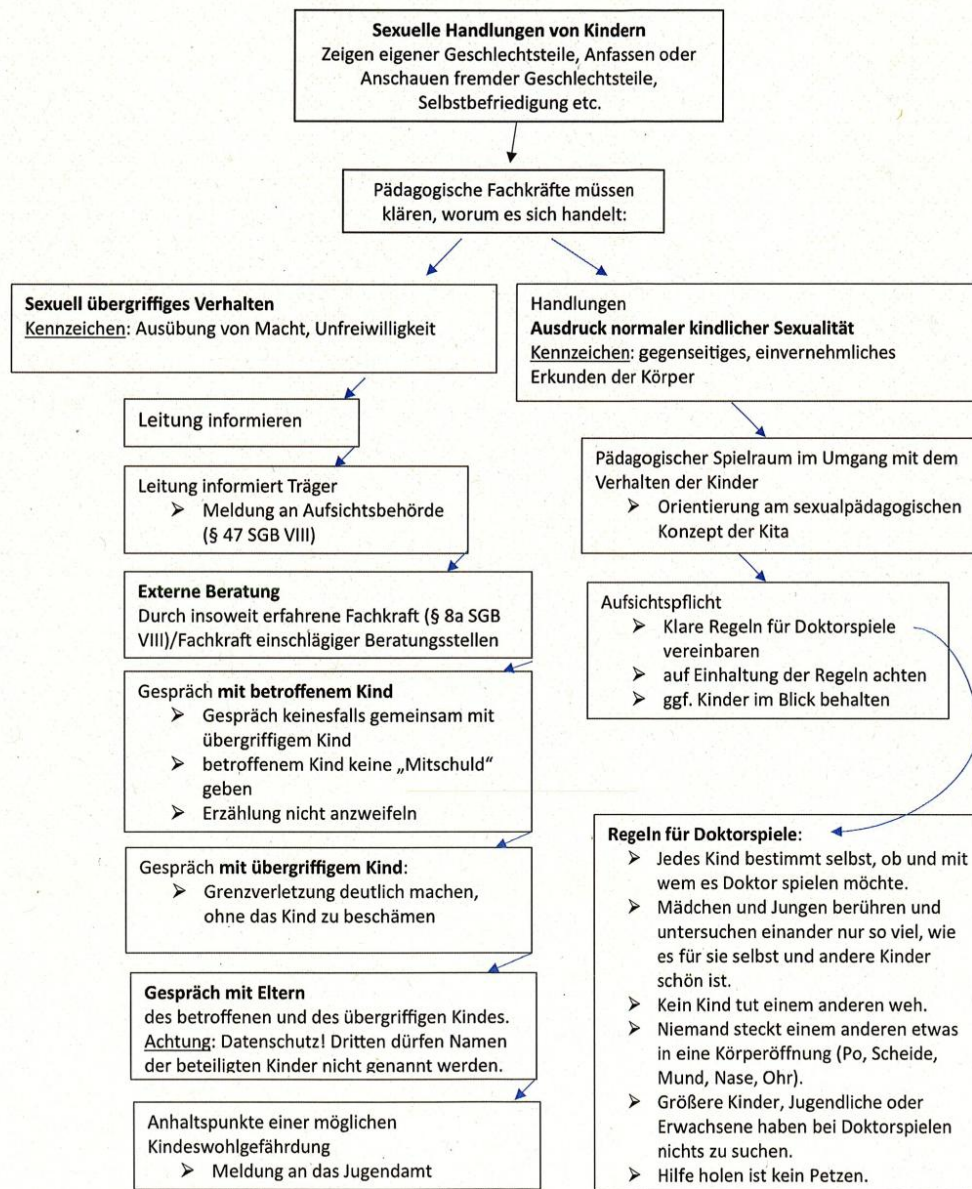 Sexuelle Handlungen von Kindern
Zeigen eigener Geschlechtsteile, Anfassen oder
Anschauen fremder Geschlechtsteile,
Selbstbefriedigung etc.
Pädagogische Fachkräfte müssen
klären, worum es sich handelt:
Sexuell übergriffiges Verhalten
Kennzeichen: Ausübung von Macht, Unfreiwilligkeit
Leitung informieren
Leitung informiert Träger
➢ Meldung an Aufsichtsbehörde
(§ 47 SGB VIII)
Externe Beratung
Durch insoweit erfahrene Fachkraft (§ 8a SGB
VIII)/Fachkraft einschlägiger Beratungsstellen
Gespräch mit betroffenem Kind
➢ Gespräch keinesfalls gemeinsam mit
übergriffigem Kind
➢ betroffenem Kind keine „Mitschuld“
geben
➢ Erzählung nicht anzweifeln
Gespräch mit übergriffigem Kind:
➢ Grenzverletzung deutlich machen,
ohne das Kind zu beschämen
Gespräch mit Eltern
des betroffenen und des übergriffigen Kindes.
Achtung: Datenschutz! Dritten dürfen Namen
der beteiligten Kinder nicht genannt werden.
Anhaltspunkte einer möglichen
Kindeswohlgefährdung
➢ Meldung an das Jugendamt
Handlungen
Ausdruck normaler kindlicher Sexualität
Kennzeichen: gegenseitiges, einvernehmliches
Erkunden der Körper
Pädagogischer Spielraum im Umgang mit dem
Verhalten der Kinder
➢ Orientierung am sexualpädagogischen
Konzept der Kita
Aufsichtspflicht
➢ Klare Regeln für Doktorspiele
vereinbaren
➢ auf Einhaltung der Regeln achten
➢ ggf. Kinder im Blick behalten
Regeln für Doktorspiele:
➢ Jedes Kind bestimmt selbst, ob und mit
wem es Doktor spielen möchte.
➢ Mädchen und Jungen berühren und
untersuchen einander nur so viel, wie
es für sie selbst und andere Kinder
schön ist.
➢ Kein Kind tut einem anderen weh.
➢ Niemand steckt einem anderen etwas
in eine Körperöffnung (Po, Scheide,
Mund, Nase, Ohr).
➢ Größere Kinder, Jugendliche oder
Erwachsene haben bei Doktorspielen
nichts zu suchen.
➢ Hilfe holen ist kein Petzen.